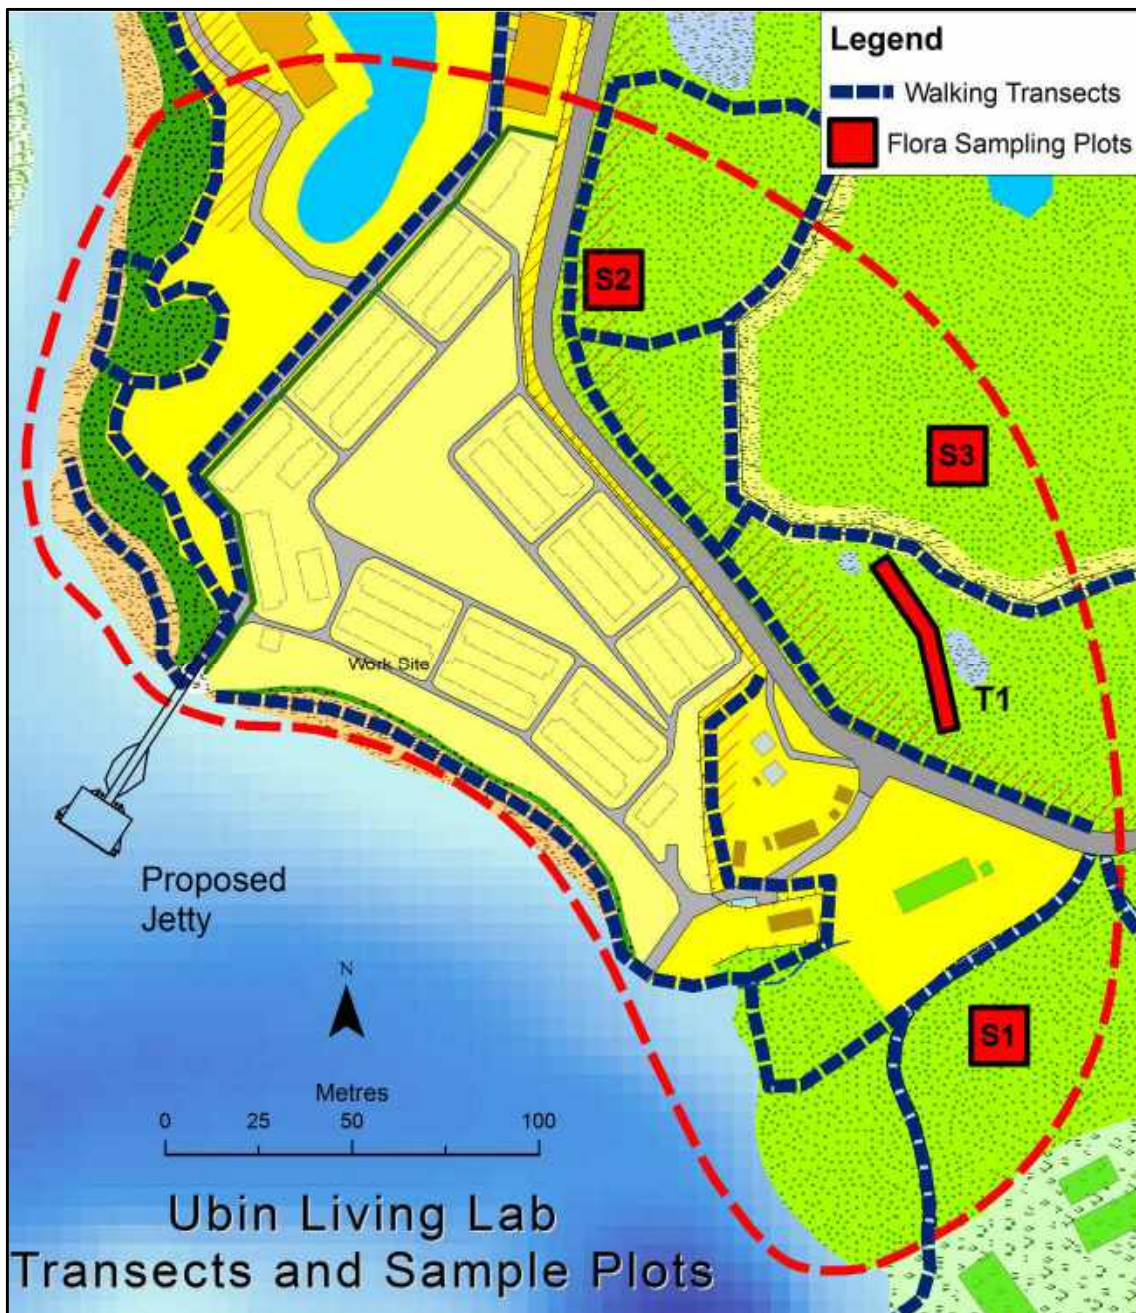 Legend
Walking Transects
Flora Sampling Plots
S2
S3
T1
Work Site
Proposed
Jetty
N
S1
Metres
0 25 50 100
Ubin Living Lab
Transects and Sample Plots